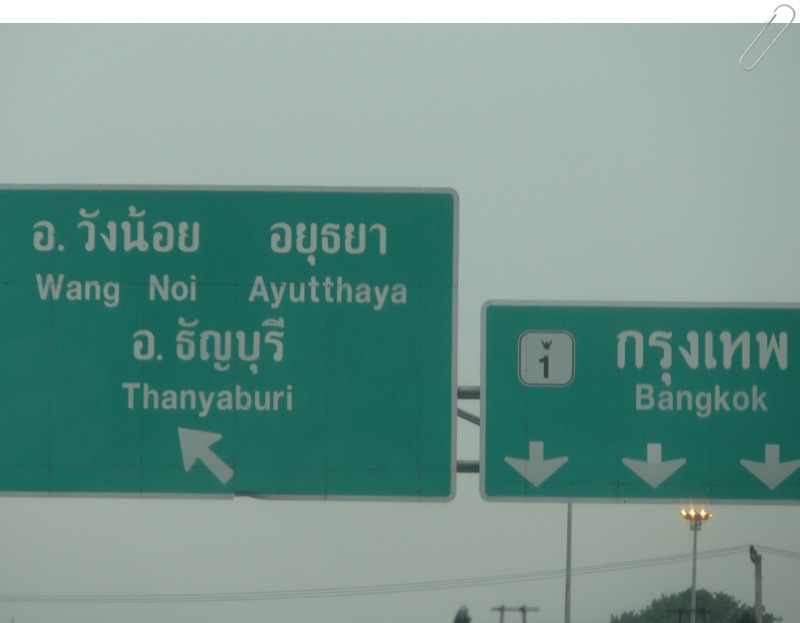 อ. วังน้อย อยุธยา
Wang Noi Ayutthaya
อ. ธัญบุรี
Thanyaburi
1
กรุงเทพ
Bangkok